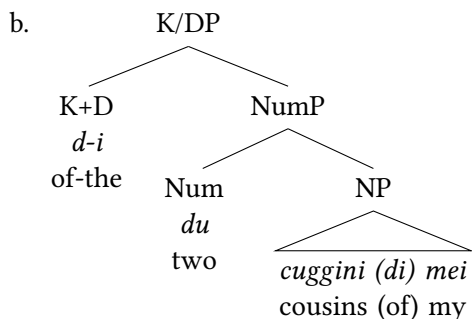 b.
K/DP
K+D
d-i
of-the
NumP
Num
du
two
NP
cuggini (di) mei
cousins (of) my